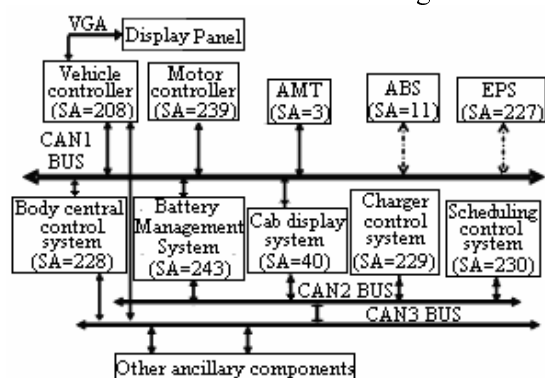 VGA
Display Panel
Vehicle
controller
(SA=208)
Motor
controller
(SA=239)
AMT
(SA=3)
ABS
(SA=11)
EPS
(SA=227)
CAN1
BUS
Body central
control
system
(SA=228)
Battery
Management
System
(SA=243)
Cab display
system
(SA=40)
Charger
control
system
(SA=229)
Scheduling
control
system
(SA=230)
CAN2 BUS
CAN3 BUS
Other ancillary components